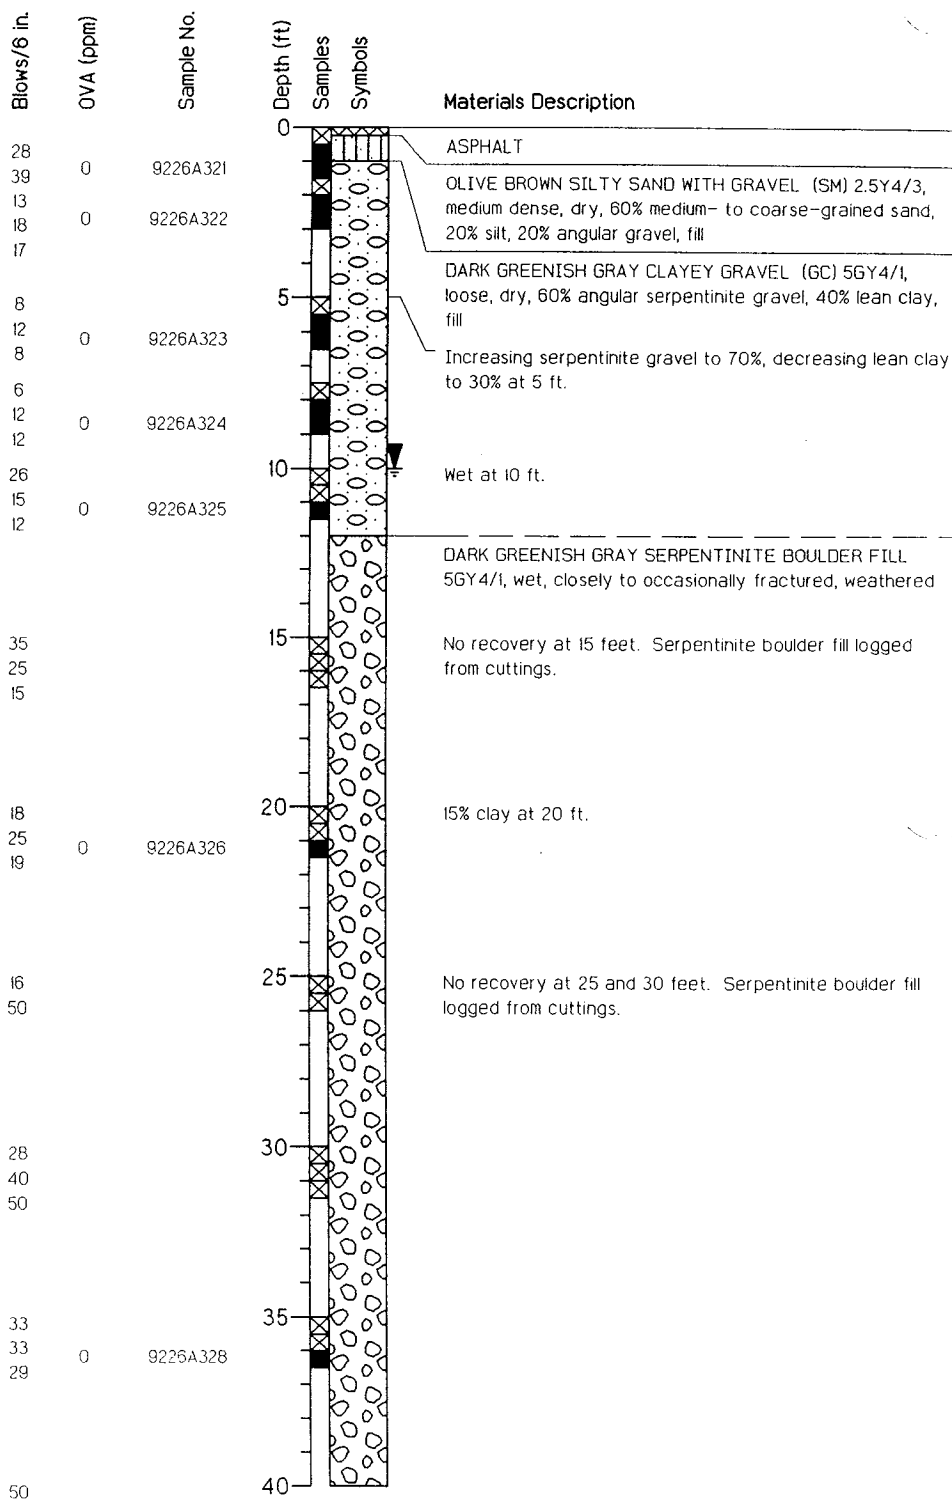 Blows/6 in.
OVA (ppm)
Sample No.
Depth (ft)
Samples
Symbols
Materials Description
0
ASPHALT
28
39
0
9226A321
OLIVE BROWN SILTY SAND WITH GRAVEL (SM) 2.5Y4/3,
medium dense, dry, 60% medium- to coarse-grained sand,
20% silt, 20% angular gravel, fill
13
18
17
0
9226A322
DARK GREENISH GRAY CLAYEY GRAVEL (GC) 5GY4/1,
loose, dry, 60% angular serpentinite gravel, 40% lean clay,
fill
5
8
12
8
0
9226A323
Increasing serpentinite gravel to 70%, decreasing lean clay
to 30% at 5 ft.
6
12
12
0
9226A324
10
Wet at 10 ft.
26
15
12
0
9226A325
DARK GREENISH GRAY SERPENTINITE BOULDER FILL
5GY4/1, wet, closely to occasionally fractured, weathered
35
25
15
15
No recovery at 15 feet. Serpentinite boulder fill logged
from cuttings.
18
25
19
0
9226A326
20
15% clay at 20 ft.
16
50
25
No recovery at 25 and 30 feet. Serpentinite boulder fill
logged from cuttings.
28
40
50
30
33
33
29
0
9226A328
35
50
40